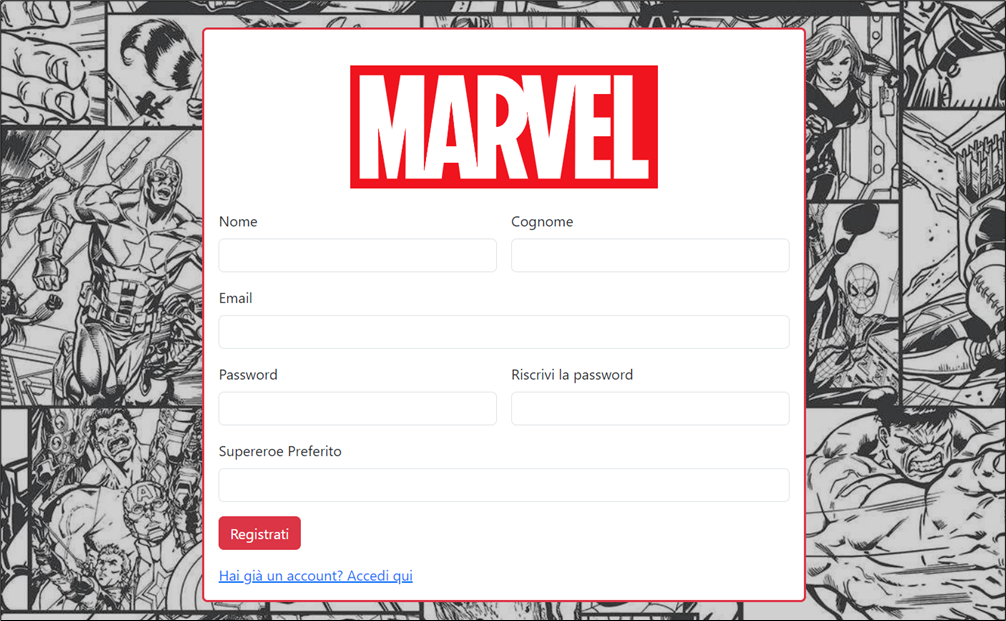 MARVEL
Nome Cognome
Email
Password Riscrivi la password
Supereroe Preferito
Registrati
Hai già un account? Accedi qui